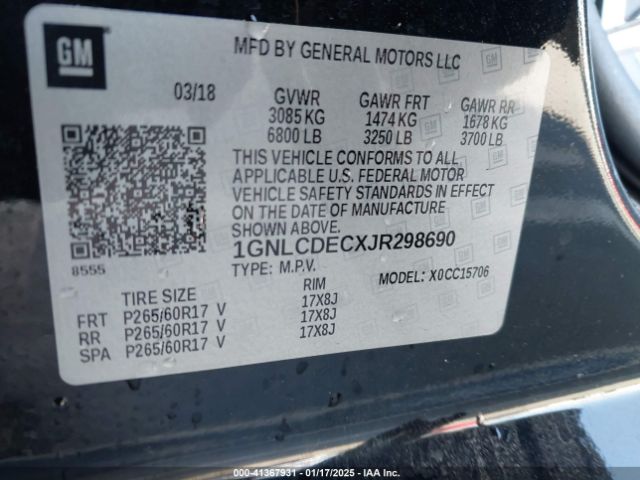 GM
MFD BY GENERAL MOTORS LLC
03/18
GVWR GAWR FRT GAWR RR
3085 KG 1474 KG 1678 KG
6800 LB 3250 LB 3700 LB
THIS VEHICLE CONFORMS TO ALL
APPLICABLE U.S. FEDERAL MOTOR
VEHICLE SAFETY STANDARDS IN EFFECT
ON THE DATE OF MANUFACTURE
SHOWN ABOVE.
1GNLCDECXJR298690
8555
TYPE: M.P.V.
MODEL: X0CC15706
TIRE SIZE RIM
FRT P265/60R17 V 17X8J
RR P265/60R17 V 17X8J
SPA P265/60R17 V 17X8J
OWNER: 41367931 - 01/17/2025 - IAA Inc.